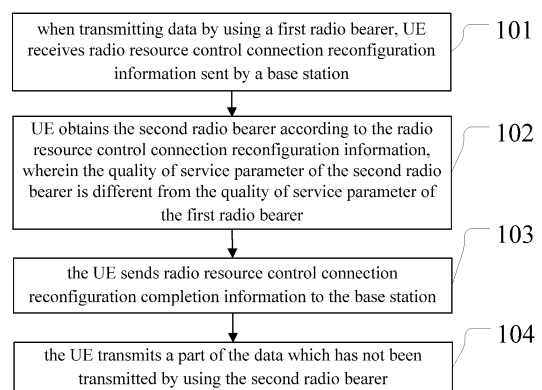 when transmitting data by using a first radio bearer, UE
receives radio resource control connection reconfiguration
information sent by a base station
101
UE obtains the second radio bearer according to the radio
resource control connection reconfiguration information,
wherein the quality of service parameter of the second radio
bearer is different from the quality of service parameter of
the first radio bearer
102
the UE sends radio resource control connection
reconfiguration completion information to the base station
103
the UE transmits a part of the data which has not been
transmitted by using the second radio bearer
104